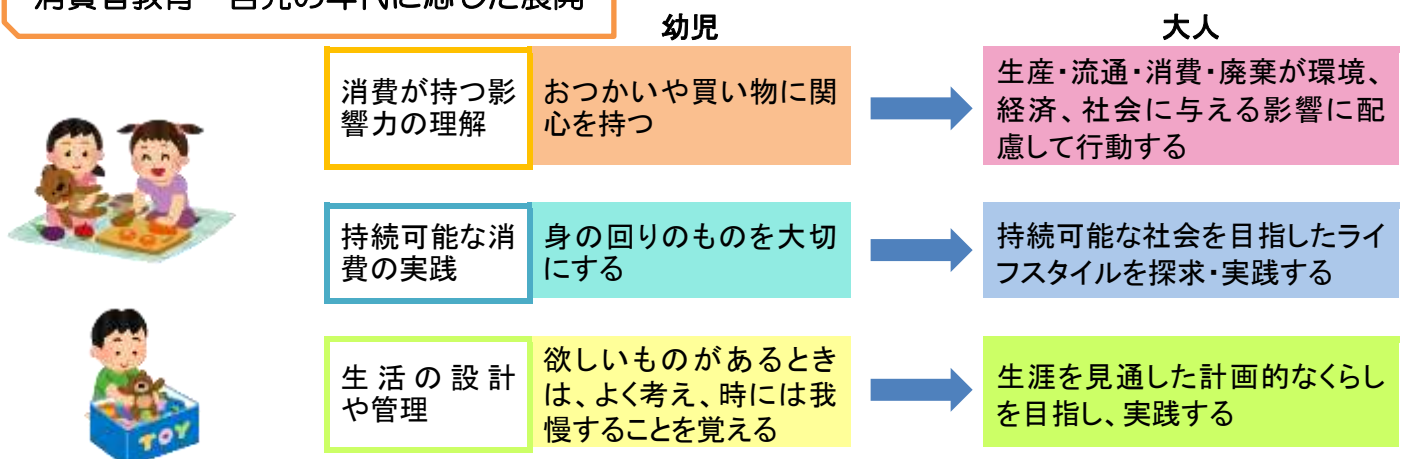 幼児
大人
消費が持つ影
響力の理解
おつかいや買い物に関
心を持つ
生産・流通・消費・廃棄が環境、
経済、社会に与える影響に配
慮して行動する
持続可能な消
費の実践
身の回りのものを大切
にする
持続可能な社会を目指したライ
フスタイルを探求・実践する
生活の設計
や管理
欲しいものがあるとき
は、よく考え、時には我
慢することを覚える
生涯を見通した計画的なくらし
を目指し、実践する
TOY